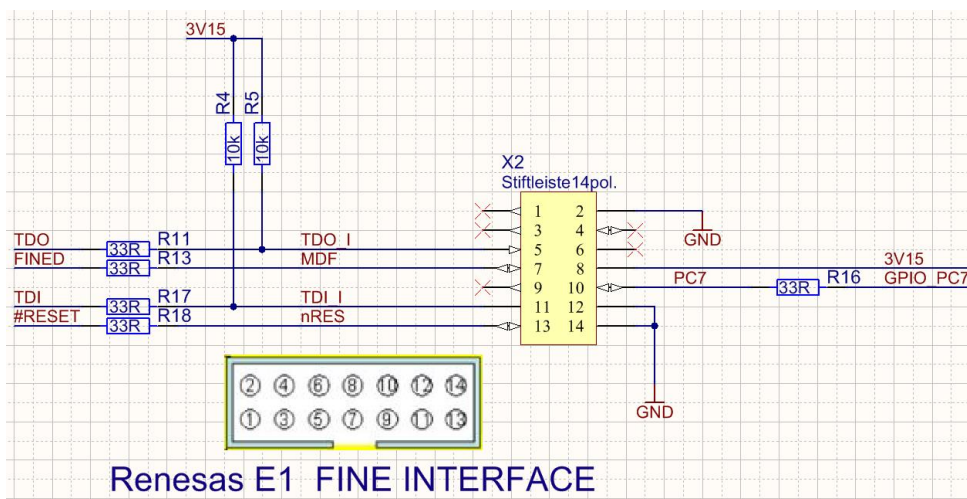 3V15
R4
R5
10k
10k
X2
Stiftleiste14pol.
1 2
3 4
5 6
7 8
9 10
11 12
13 14
GND
TDO 33R R11 TDO_I
FINED 33R R13 MDF
3V15
PC7 33R R16 GPIO_PC7
TDI 33R R17 TDI_I
#RESET 33R R18 nRES
GND
2 4 6 8 10 12 14
1 3 5 7 9 11 13
Renesas E1 FINE INTERFACE